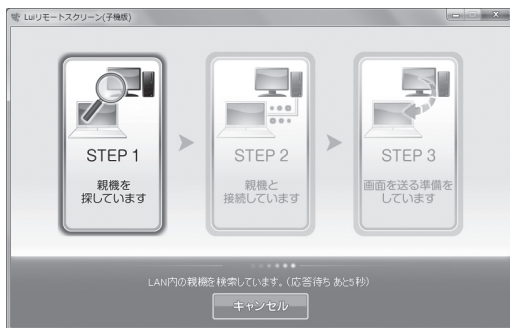 Luiリモートスクリーン(子機版)
STEP 1
親機を
探しています
STEP 2
親機と
接続しています
STEP 3
画面を送る準備を
しています
LAN内の親機を検索しています。(応答待ち あと5秒)
キャンセル